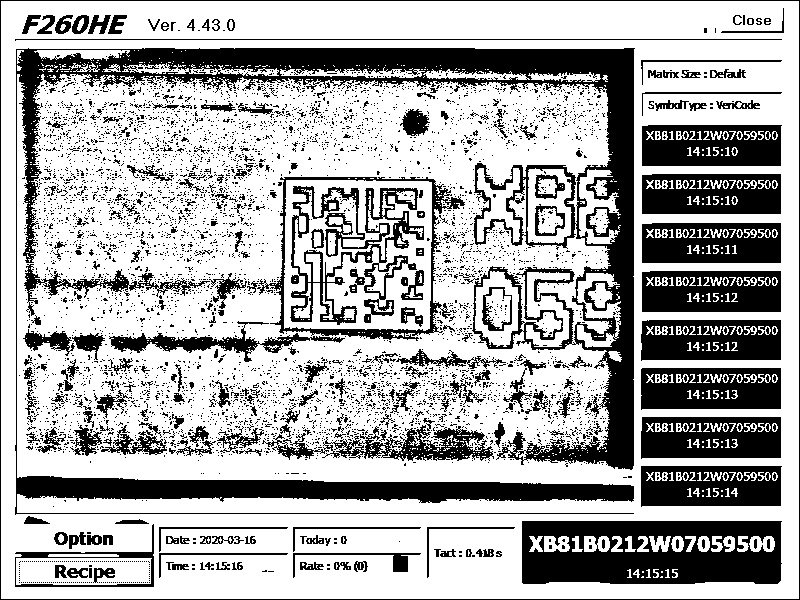 F260HE Ver. 4.43.0 Close
Matrix Size : Default
SymbolType : VeriCode
XB81B0212W07059500
14:15:10
XB81B0212W07059500
14:15:10
XB81B0212W07059500
14:15:11
XB81B0212W07059500
14:15:12
XB81B0212W07059500
14:15:12
XB81B0212W07059500
14:15:13
XB81B0212W07059500
14:15:13
XB81B0212W07059500
14:15:14
XB8
059
Option
Recipe
Date : 2020-03-16
Time : 14:15:16
Today : 0
Rate : 0% (0)
Tact : 0.418 s
XB81B0212W07059500
14:15:15